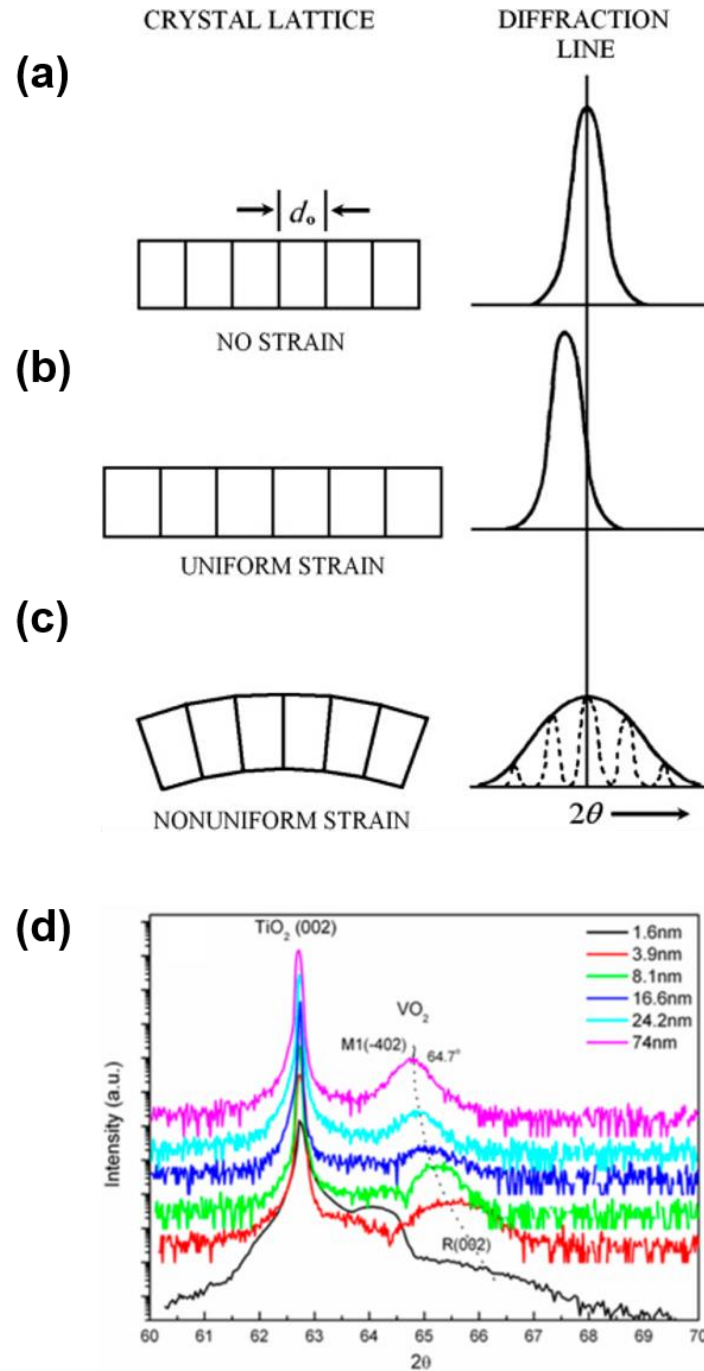 CRYSTAL LATTICE
DIFFRACTION
LINE
(a)
dₒ
NO STRAIN
(b)
UNIFORM STRAIN
(c)
NONUNIFORM STRAIN
2θ
(d)
TiO₂ (002)
1.6nm
3.9nm
8.1nm
16.6nm
24.2nm
74nm
VO₂
M1(-402)
64.7°
R(002)
Intensity (a.u.)
60 61 62 63 64 65 66 67 68 69 70
2θ